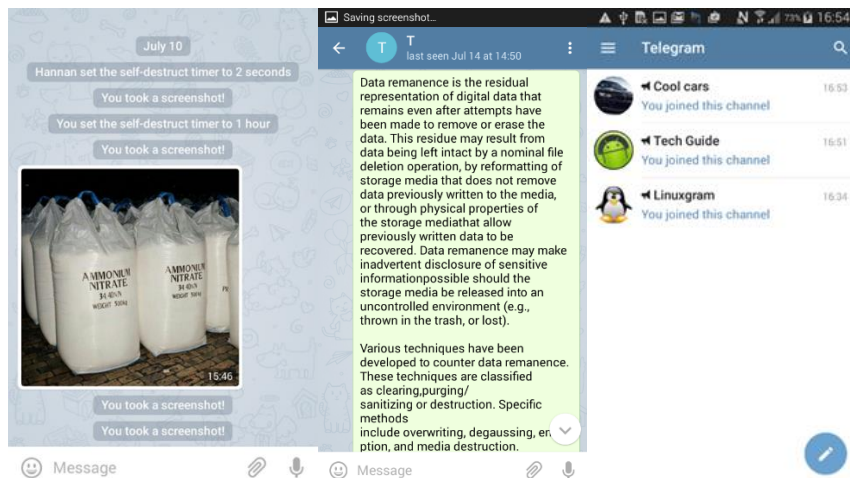 July 10
Hannan set the self-destruct timer to 2 seconds
You took a screenshot!
You set the self-destruct timer to 1 hour
You took a screenshot!
AMMONIUM
NITRATE
34,4%N
WEIGHT 500kg
AMMONIUM
NITRATE
34,4%N
WEIGHT 500kg
15:46
You took a screenshot!
You took a screenshot!
Message
Saving screenshot...
T
T
last seen Jul 14 at 14:50
Data remanence is the residual
representation of digital data that
remains even after attempts have
been made to remove or erase the
data. This residue may result from
data being left intact by a nominal file
deletion operation, by reformatting of
storage media that does not remove
data previously written to the media,
or through physical properties of
the storage mediathat allow
previously written data to be
recovered. Data remanence may make
inadvertent disclosure of sensitive
informationpossible should the
storage media be released into an
uncontrolled environment (e.g.,
thrown in the trash, or lost).
Various techniques have been
developed to counter data remanence.
These techniques are classified
as clearing,purging/
sanitizing or destruction. Specific
methods
include overwriting, degaussing, en
ption, and media destruction.
Message
73% 16:54
Telegram
Cool cars 16:53
You joined this channel
Tech Guide 16:51
You joined this channel
Linuxgram 16:34
You joined this channel